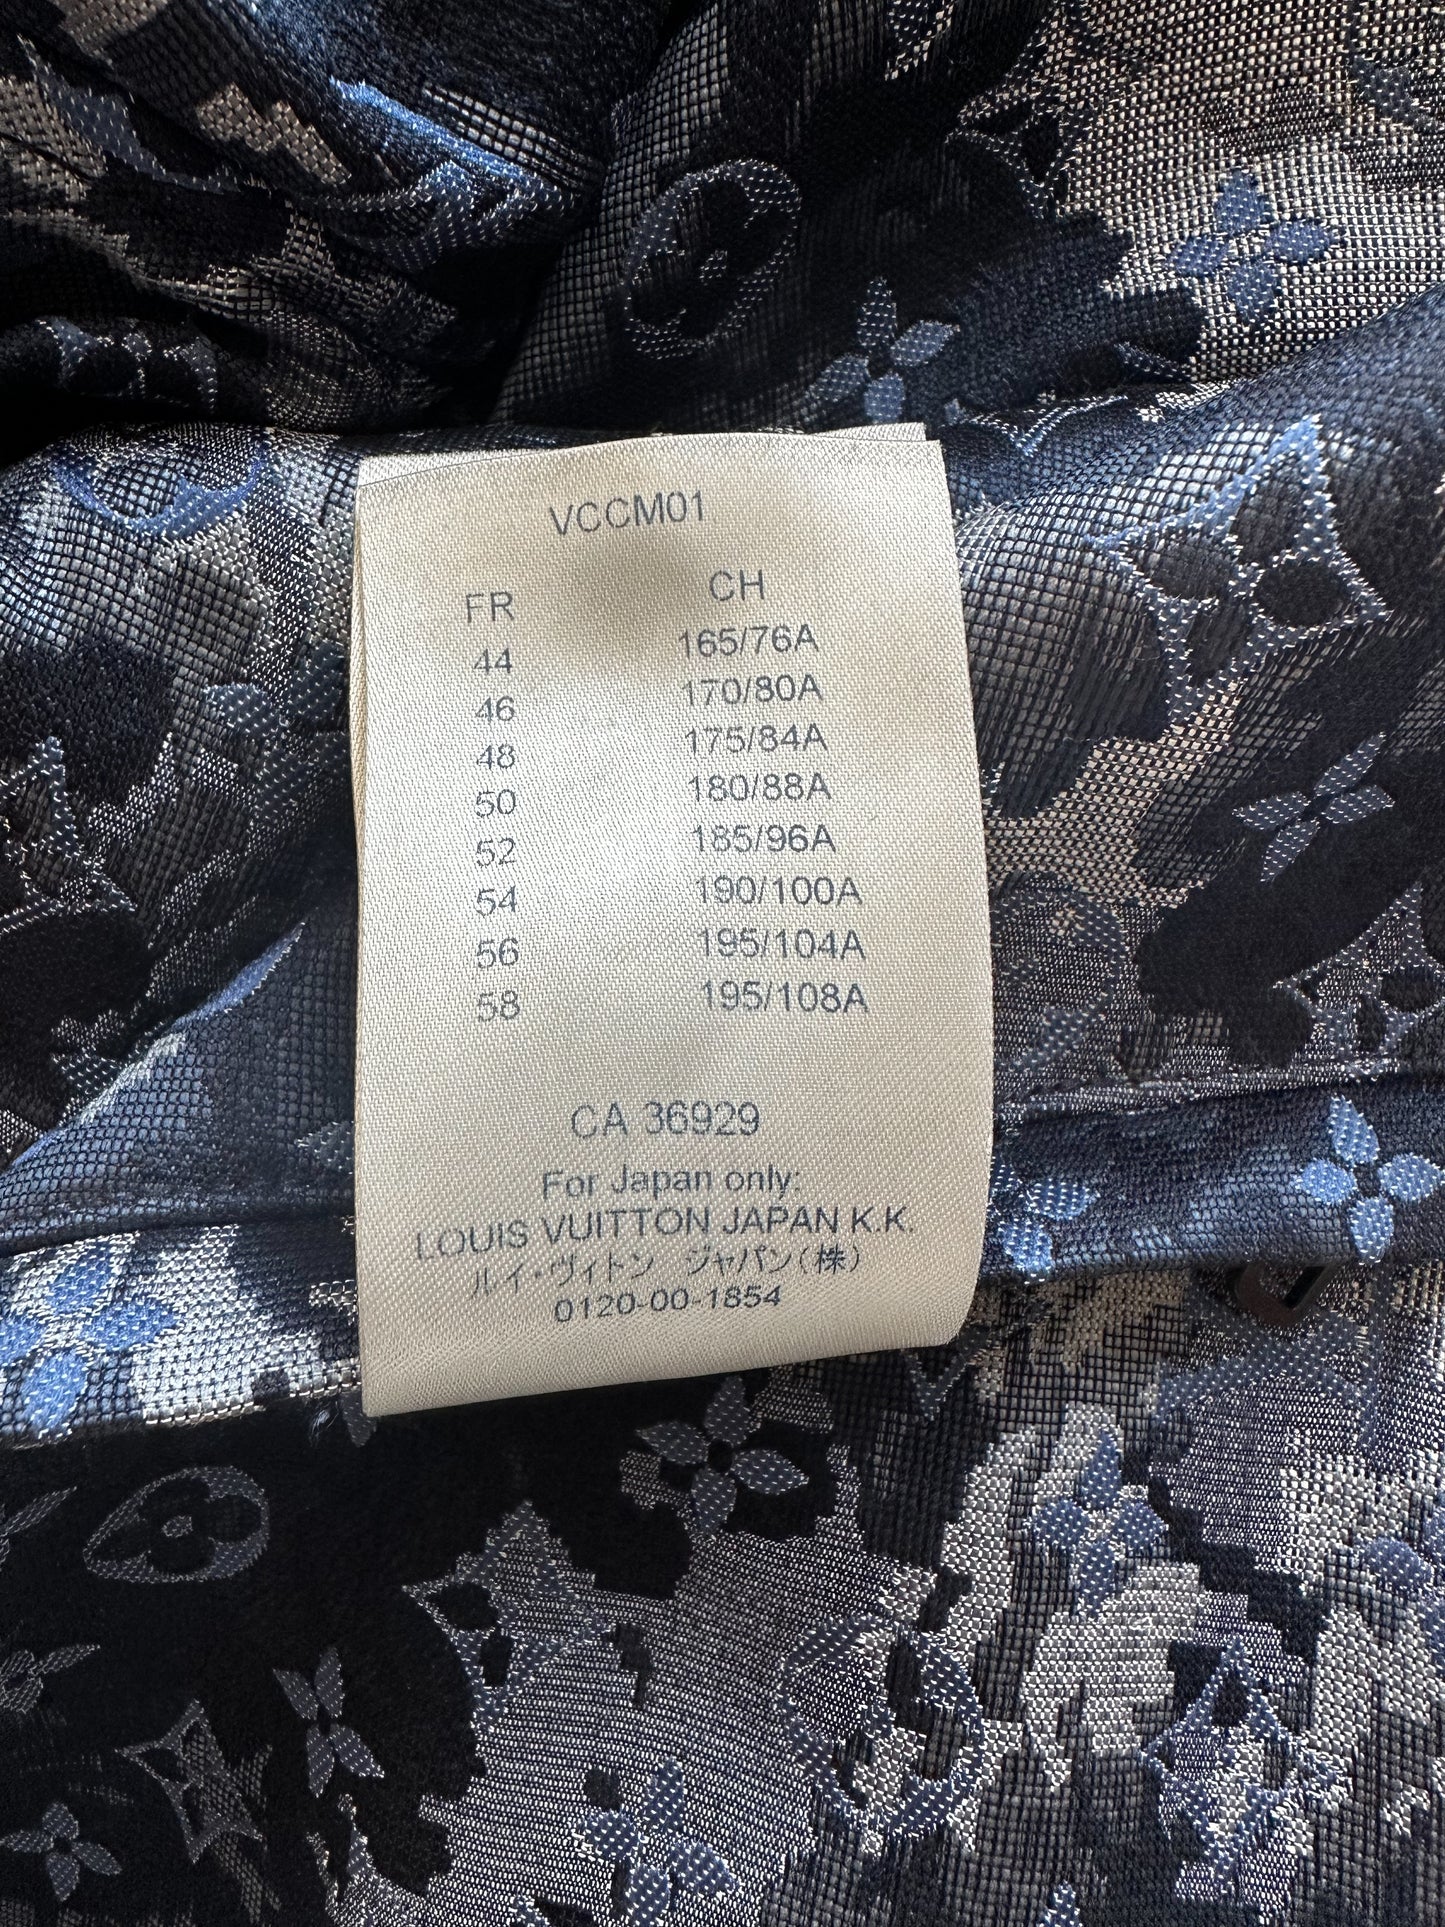 VCCM01
FR CH
44 165/76A
46 170/80A
48 175/84A
50 180/88A
52 185/96A
54 190/100A
56 195/104A
58 195/108A
CA 36929
For Japan only:
LOUIS VUITTON JAPAN K.K.
ルイ・ヴィトン ジャパン(株)
0120-00-1854